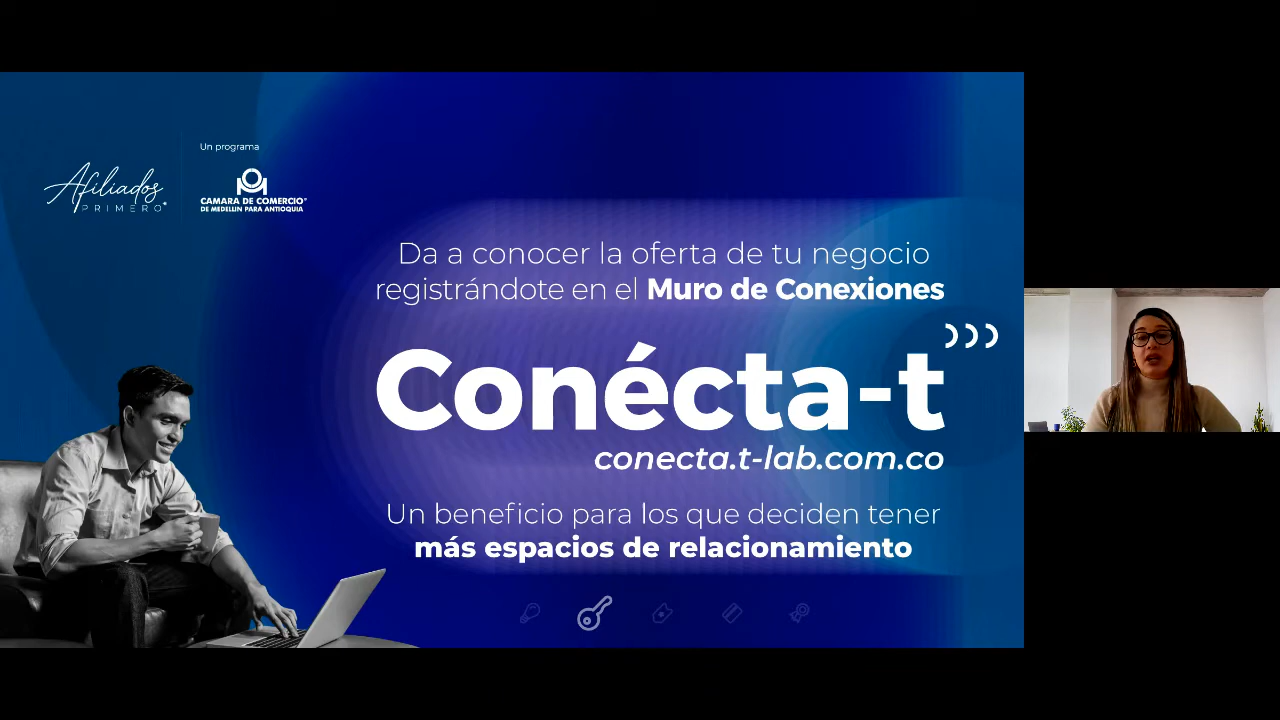 Afiliados
PRIMERO
Un programa
CAMARA DE COMERCIO®
DE MEDELLIN PARA ANTIOQUIA
Da a conocer la oferta de tu negocio
registrándote en el Muro de Conexiones
Conécta-t
conecta.t-lab.com.co
Un beneficio para los que deciden tener
más espacios de relacionamiento